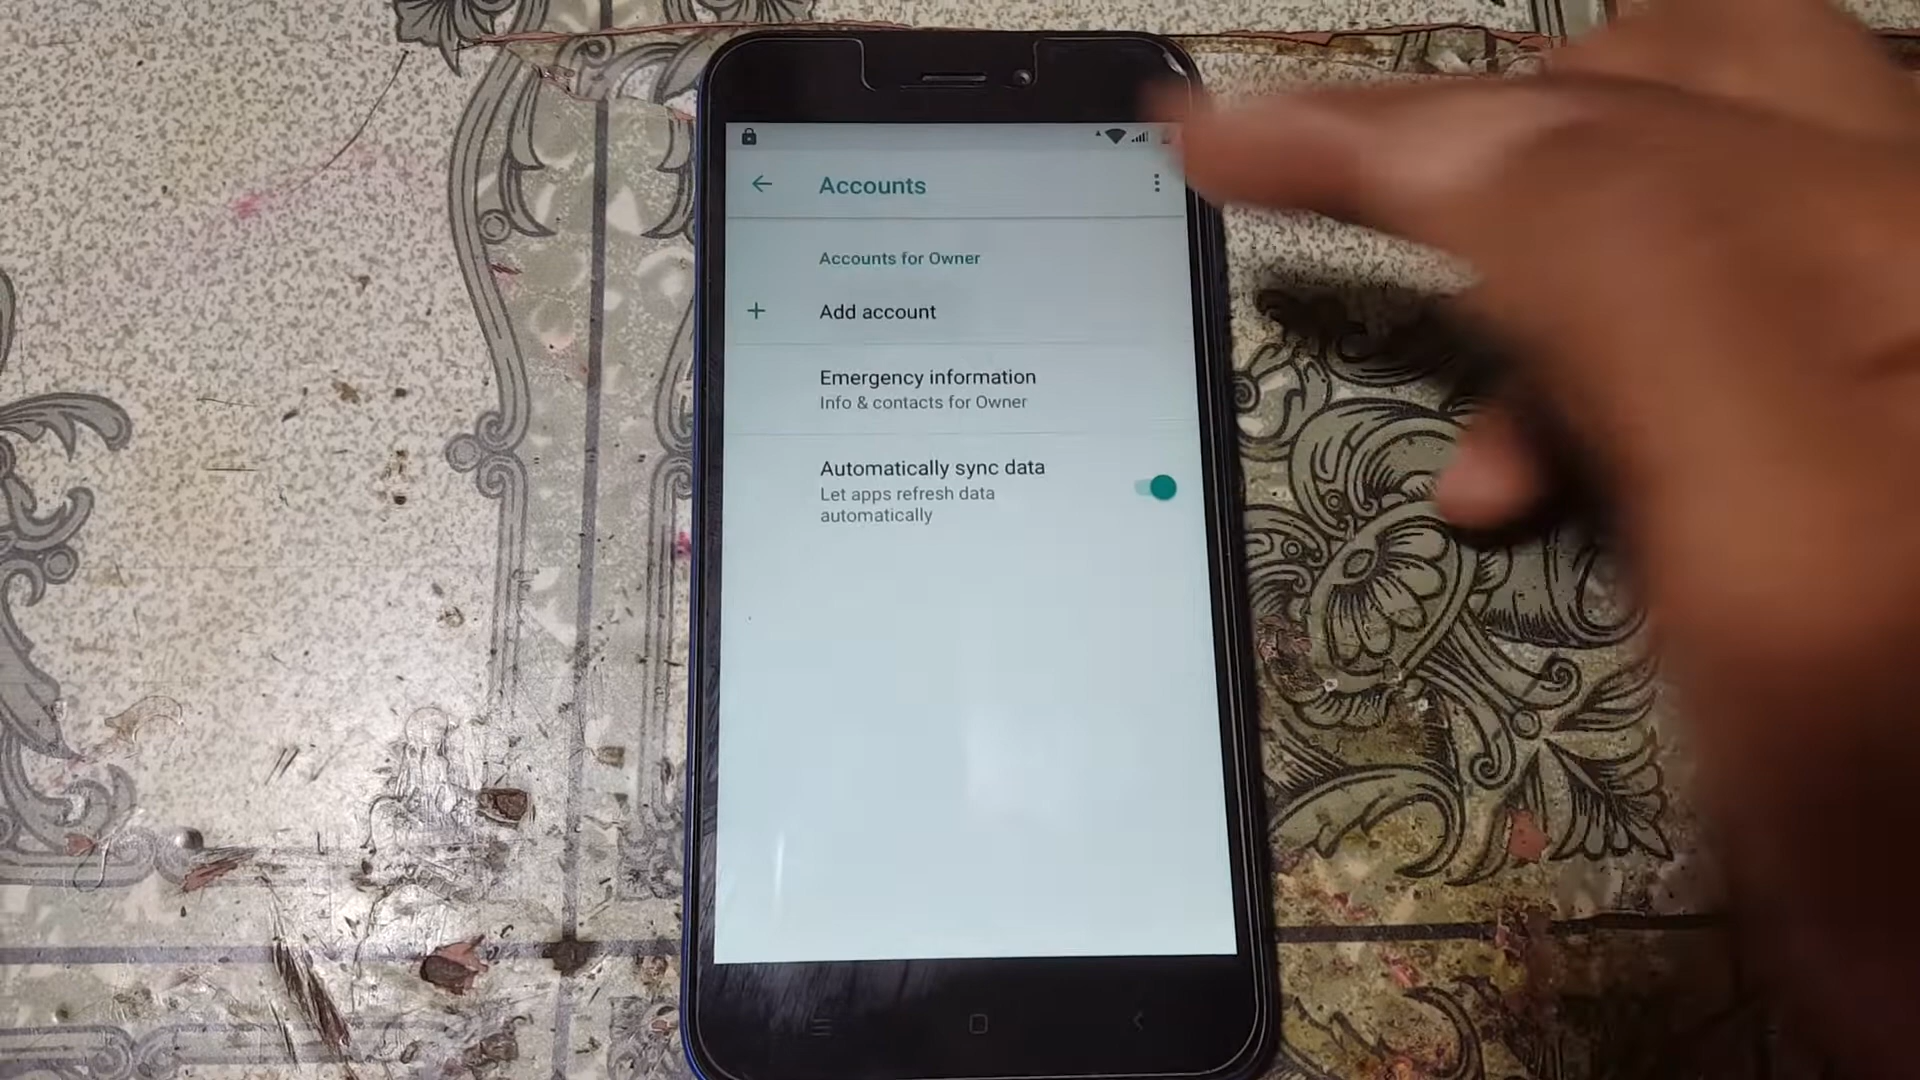 Accounts
Accounts for Owner
Add account
Emergency information
Info & contacts for Owner
Automatically sync data
Let apps refresh data
automatically